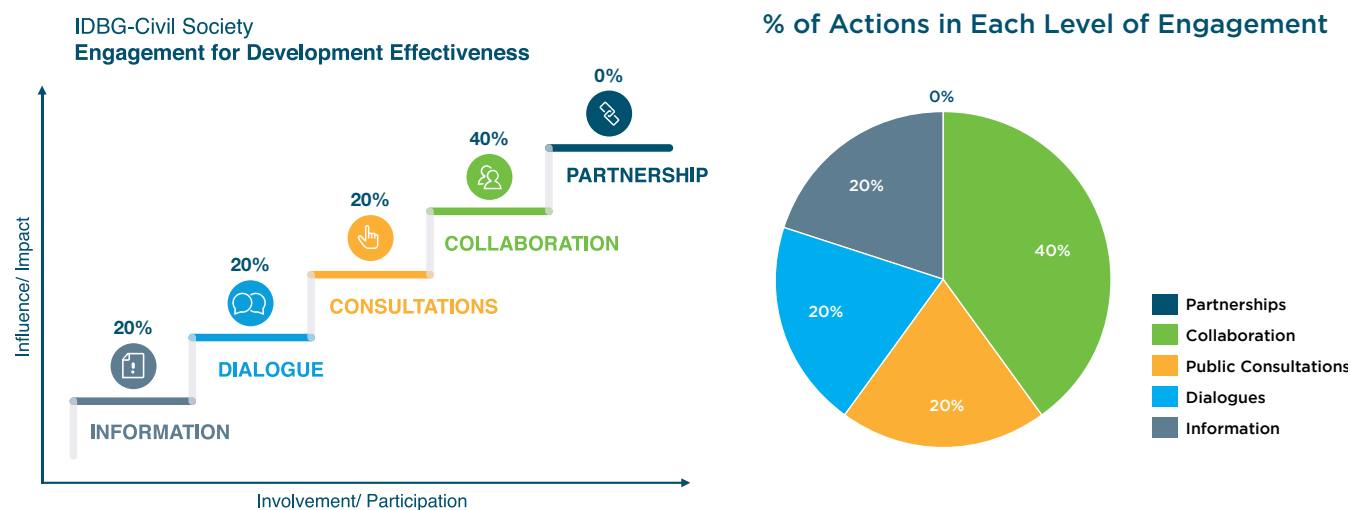 IDBG-Civil Society
Engagement for Development Effectiveness
Influence/ Impact
0%
PARTNERSHIP
40%
COLLABORATION
20%
CONSULTATIONS
20%
DIALOGUE
20%
INFORMATION
Involvement/ Participation
% of Actions in Each Level of Engagement
0%
20%
40%
20%
20%
Partnerships
Collaboration
Public Consultations
Dialogues
Information